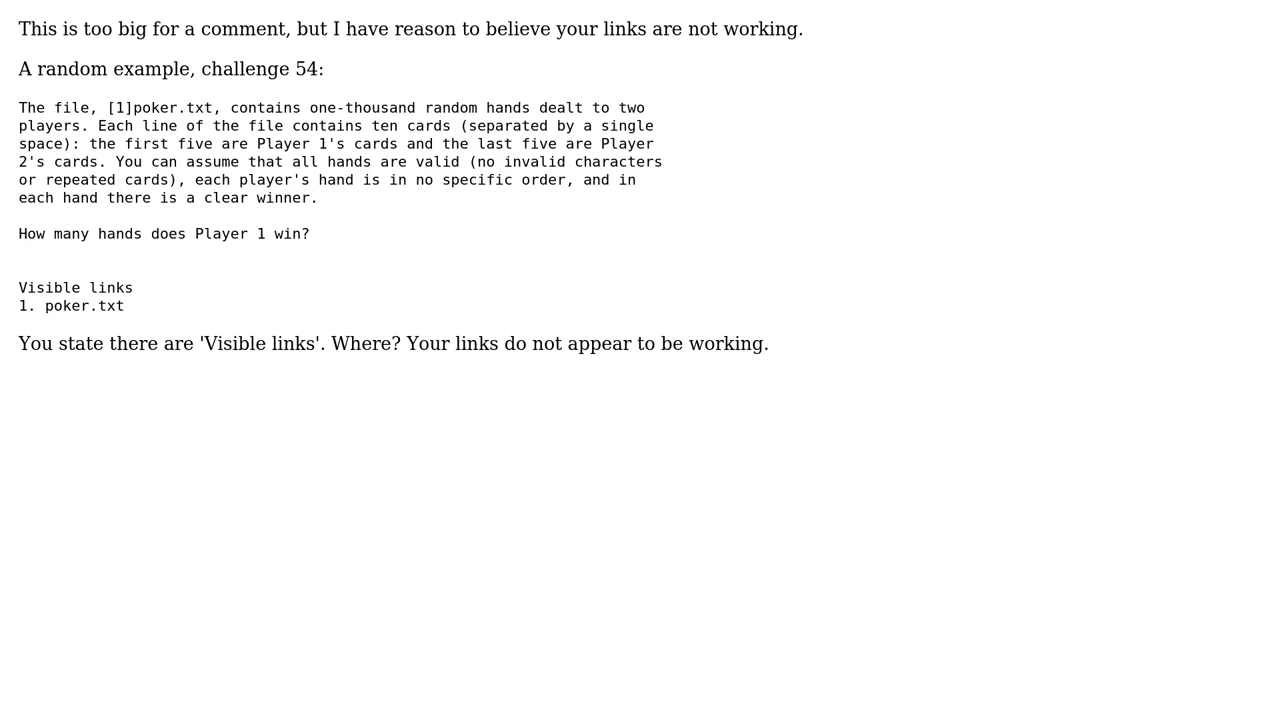 This is too big for a comment, but I have reason to believe your links are not working.
A random example, challenge 54:
The file, [1]poker.txt, contains one-thousand random hands dealt to two
players. Each line of the file contains ten cards (separated by a single
space): the first five are Player 1's cards and the last five are Player
2's cards. You can assume that all hands are valid (no invalid characters
or repeated cards), each player's hand is in no specific order, and in
each hand there is a clear winner.
How many hands does Player 1 win?
Visible links
1. poker.txt
You state there are 'Visible links'. Where? Your links do not appear to be working.